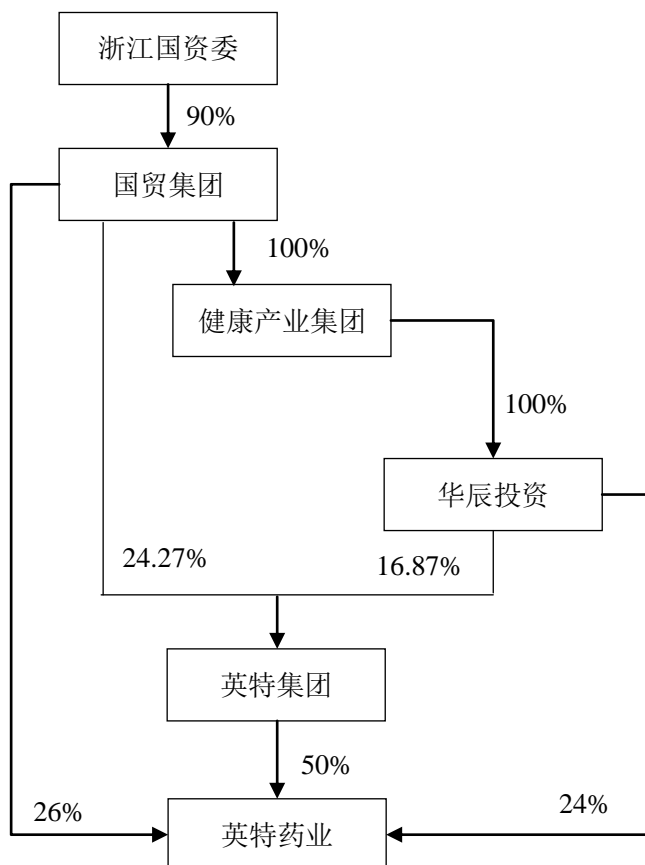 浙江国资委
90%
国贸集团
100%
健康产业集团
100%
华辰投资
24.27%
16.87%
英特集团
50%
26%
英特药业
24%